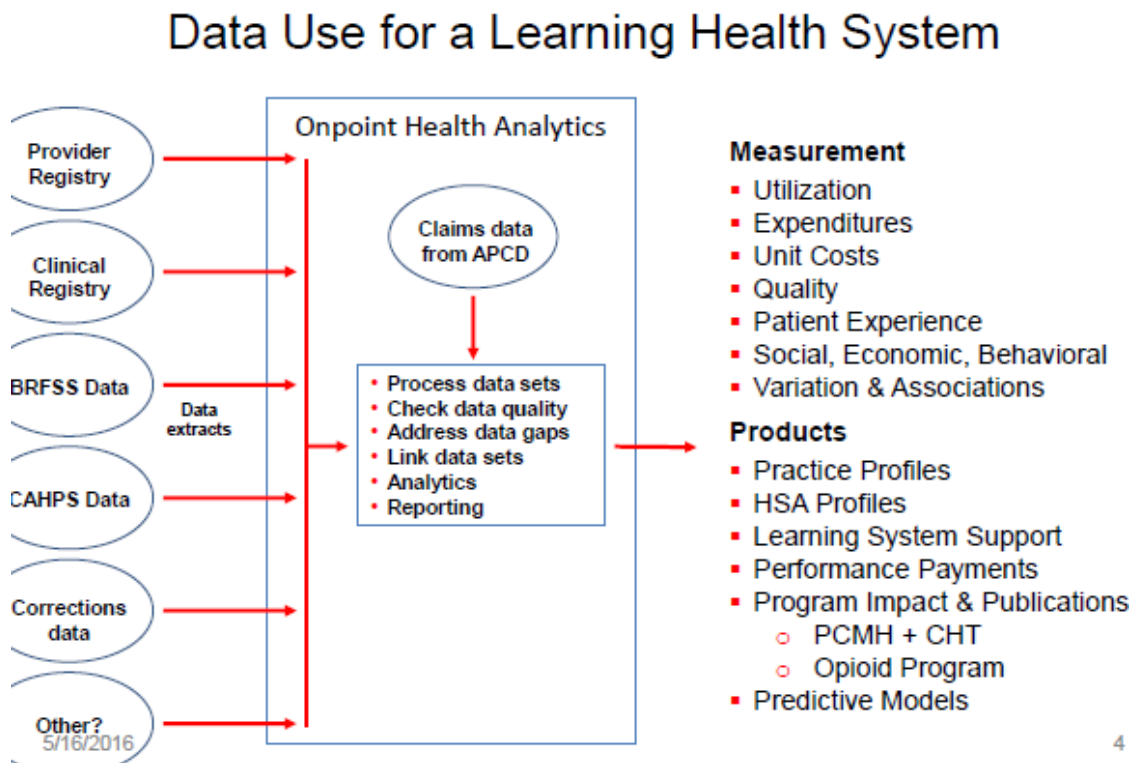 Data Use for a Learning Health System
Provider
Registry
Clinical
Registry
BRFSS Data
CAHPS Data
Corrections
data
Other?
5/16/2016
Data
extracts
Onpoint Health Analytics
Claims data
from APCD
• Process data sets
• Check data quality
• Address data gaps
• Link data sets
• Analytics
• Reporting
Measurement
▪ Utilization
▪ Expenditures
▪ Unit Costs
▪ Quality
▪ Patient Experience
▪ Social, Economic, Behavioral
▪ Variation & Associations
Products
▪ Practice Profiles
▪ HSA Profiles
▪ Learning System Support
▪ Performance Payments
▪ Program Impact & Publications
o PCMH + CHT
o Opioid Program
▪ Predictive Models
4